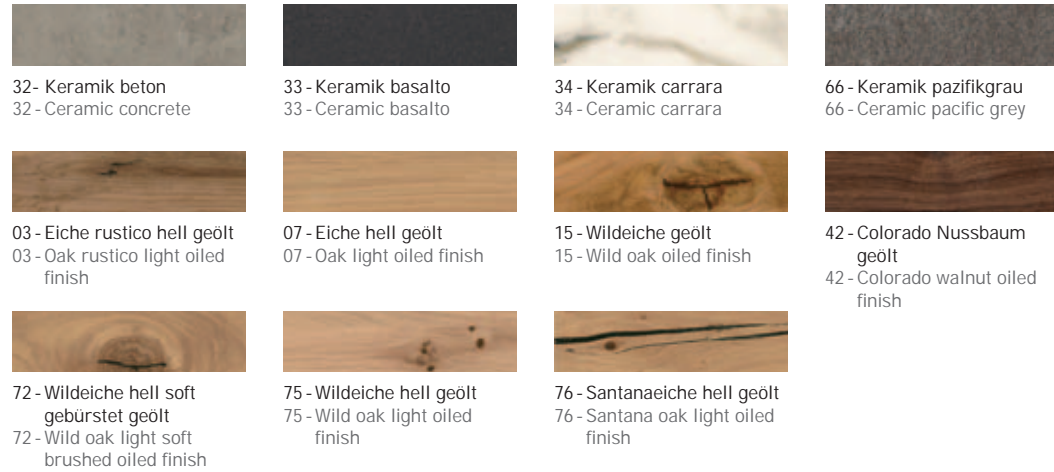 32- Keramik beton
32 - Ceramic concrete
33 - Keramik basalto
33 - Ceramic basalto
34 - Keramik carrara
34 - Ceramic carrara
66 - Keramik pazifikgrau
66 - Ceramic pacific grey
03 - Eiche rustico hell geölt
03 - Oak rustico light oiled
finish
07 - Eiche hell geölt
07 - Oak light oiled finish
15 - Wildeiche geölt
15 - Wild oak oiled finish
42 - Colorado Nussbaum
geölt
42 - Colorado walnut oiled
finish
72 - Wildeiche hell soft
gebürstet geölt
72 - Wild oak light soft
brushed oiled finish
75 - Wildeiche hell geölt
75 - Wild oak light oiled
finish
76 - Santanaeiche hell geölt
76 - Santana oak light oiled
finish